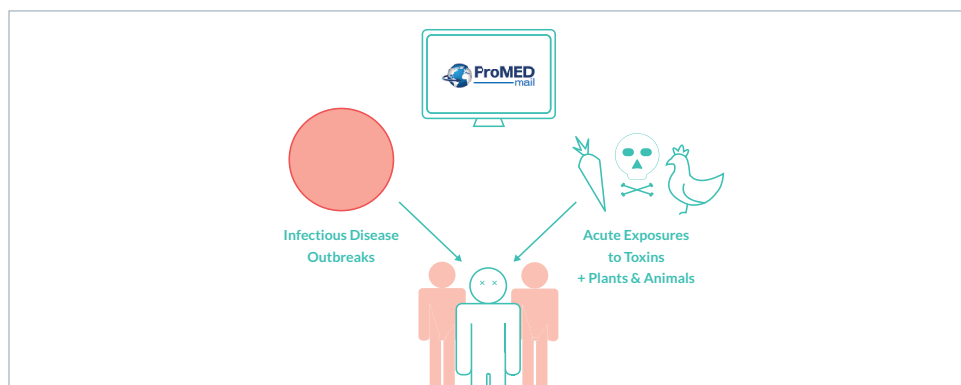 ProMED
mail
Infectious Disease
Outbreaks
Acute Exposures
to Toxins
+ Plants & Animals